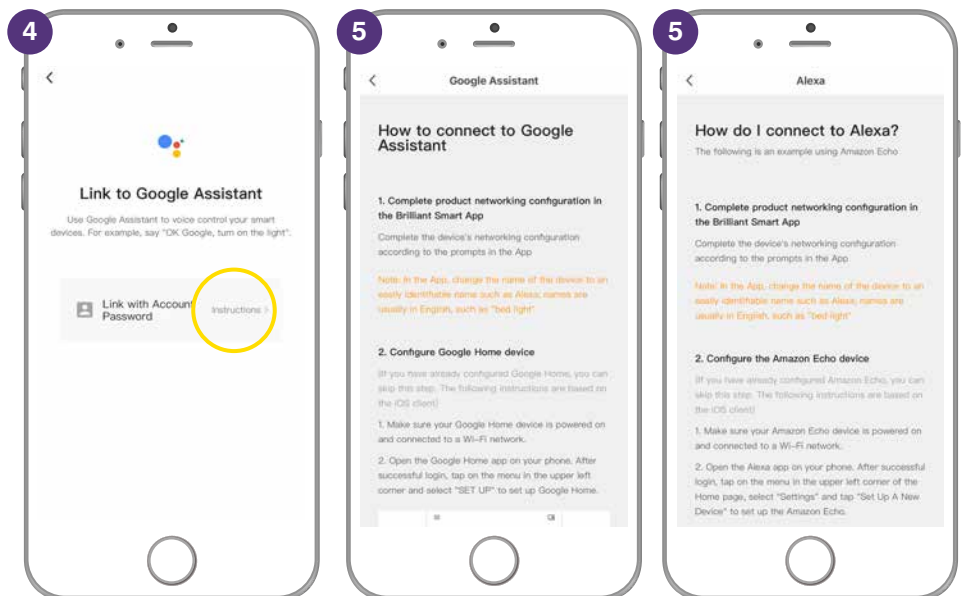 4
Link to Google Assistant
Use Google Assistant to voice control your smart
devices. For example, say "OK Google, turn on the light".
Link with Account
Password
Instructions >
5
Google Assistant
How to connect to Google
Assistant
1. Complete product networking configuration in
the Brilliant Smart App
Complete the device's networking configuration
according to the prompts in the App
Note: In the App, change the name of the device to an
easily identifiable name such as Alexa; names are
usually in English, such as "bed light"
2. Configure Google Home device
(If you have already configured Google Home, you can
skip this step. The following instructions are based on
the iOS client)
1. Make sure your Google Home device is powered on
and connected to a Wi-Fi network.
2. Open the Google Home app on your phone. After
successful login, tap on the menu in the upper left
corner and select "SET UP" to set up Google Home.
5
Alexa
How do I connect to Alexa?
The following is an example using Amazon Echo
1. Complete product networking configuration in
the Brilliant Smart App
Complete the device's networking configuration
according to the prompts in the App
Note: In the App, change the name of the device to an
easily identifiable name such as Alexa; names are
usually in English, such as "bed light"
2. Configure the Amazon Echo device
(If you have already configured Amazon Echo, you can
skip this step. The following instructions are based on
the iOS client)
1. Make sure your Amazon Echo device is powered on
and connected to a Wi-Fi network.
2. Open the Alexa app on your phone. After successful
login, tap on the menu in the upper left corner of the
Home page, select "Settings" and tap "Set Up A New
Device" to set up the Amazon Echo.